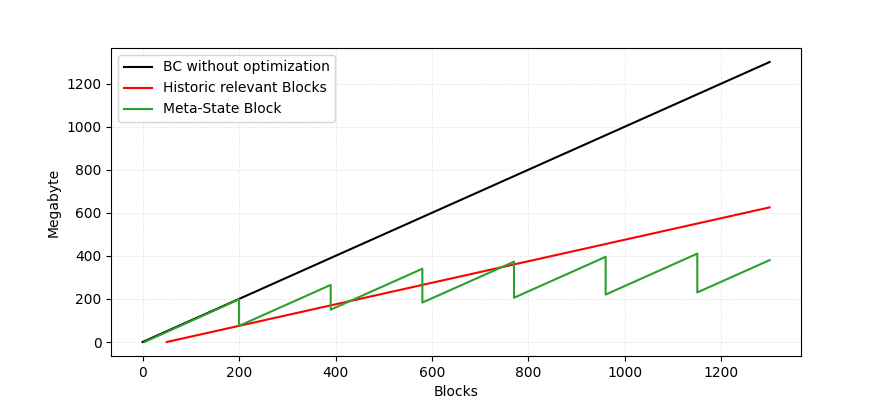 BC without optimization
Historic relevant Blocks
Meta-State Block
Megabyte
1200
1000
800
600
400
200
0
0 200 400 600 800 1000 1200
Blocks